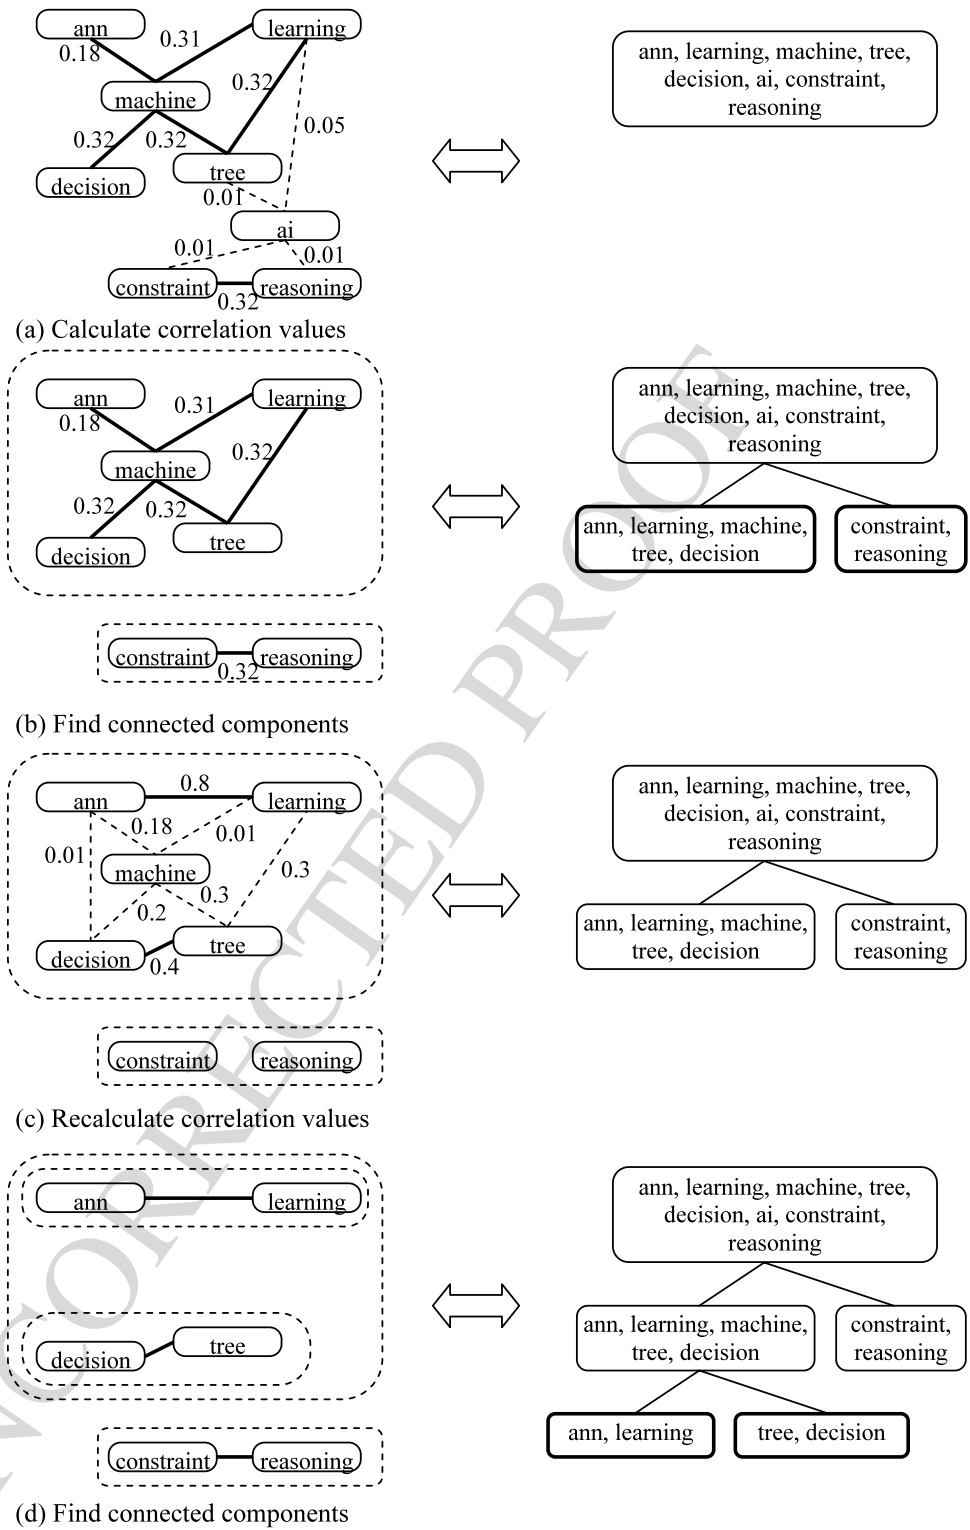 ann
learning
0.18
0.31
machine
0.32
0.05
0.32
0.32
decision
tree
0.01
ai
0.01
0.01
constraint
reasoning
0.32
ann, learning, machine, tree,
decision, ai, constraint,
reasoning
(a) Calculate correlation values
ann
learning
0.18
0.31
machine
0.32
0.32
0.32
decision
tree
constraint
reasoning
0.32
ann, learning, machine, tree,
decision, ai, constraint,
reasoning
ann, learning, machine,
tree, decision
constraint,
reasoning
(b) Find connected components
0.8
ann
learning
0.18
0.01
0.01
machine
0.3
0.3
0.2
decision
tree
0.4
constraint
reasoning
ann, learning, machine, tree,
decision, ai, constraint,
reasoning
ann, learning, machine,
tree, decision
constraint,
reasoning
(c) Recalculate correlation values
ann
learning
decision
tree
constraint
reasoning
ann, learning, machine, tree,
decision, ai, constraint,
reasoning
ann, learning, machine,
tree, decision
constraint,
reasoning
ann, learning
tree, decision
(d) Find connected components
NCORRECTED PROOF